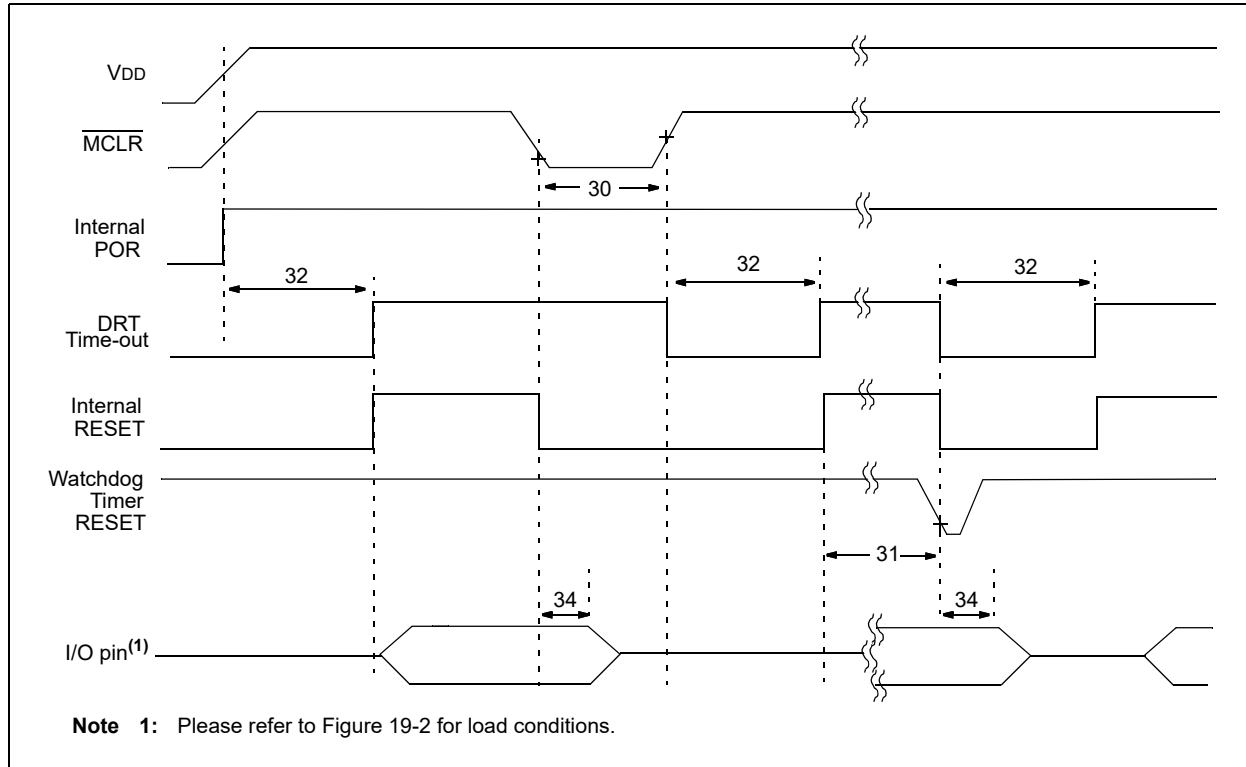 VDD
MCLR
30
Internal
POR
32
32
32
DRT
Time-out
Internal
RESET
Watchdog
Timer
RESET
31
34
34
I/O pin(1)
Note 1: Please refer to Figure 19-2 for load conditions.